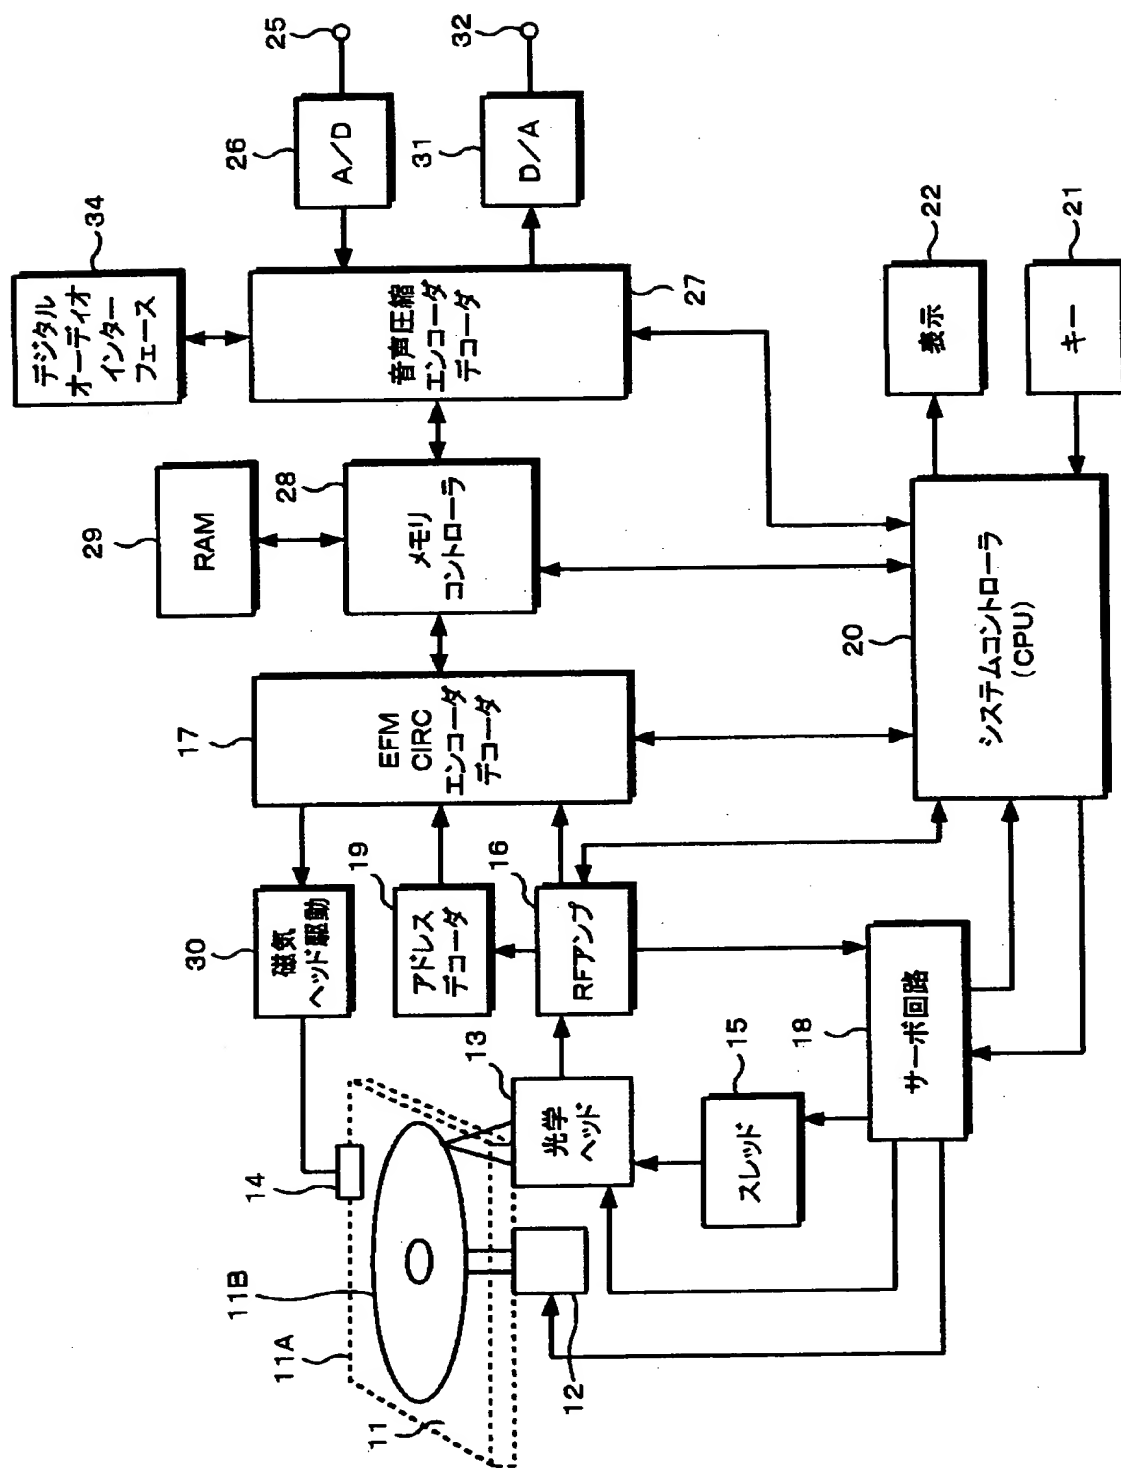 11
11A
11B
12
14
磁気
ヘッド駆動
30
光学
ヘッド
13
スレッド
15
アドレス
デコーダ
19
RFアンプ
16
サーボ回路
18
EFM
CIRC
エンコーダ
デコーダ
17
RAM
29
メモリ
コントローラ
28
デジタル
オーディオ
インター
フェース
34
音声圧縮
エンコーダ
デコーダ
27
A/D
26
25
D/A
31
32
システムコントローラ
(CPU)
20
表示
22
キー
21